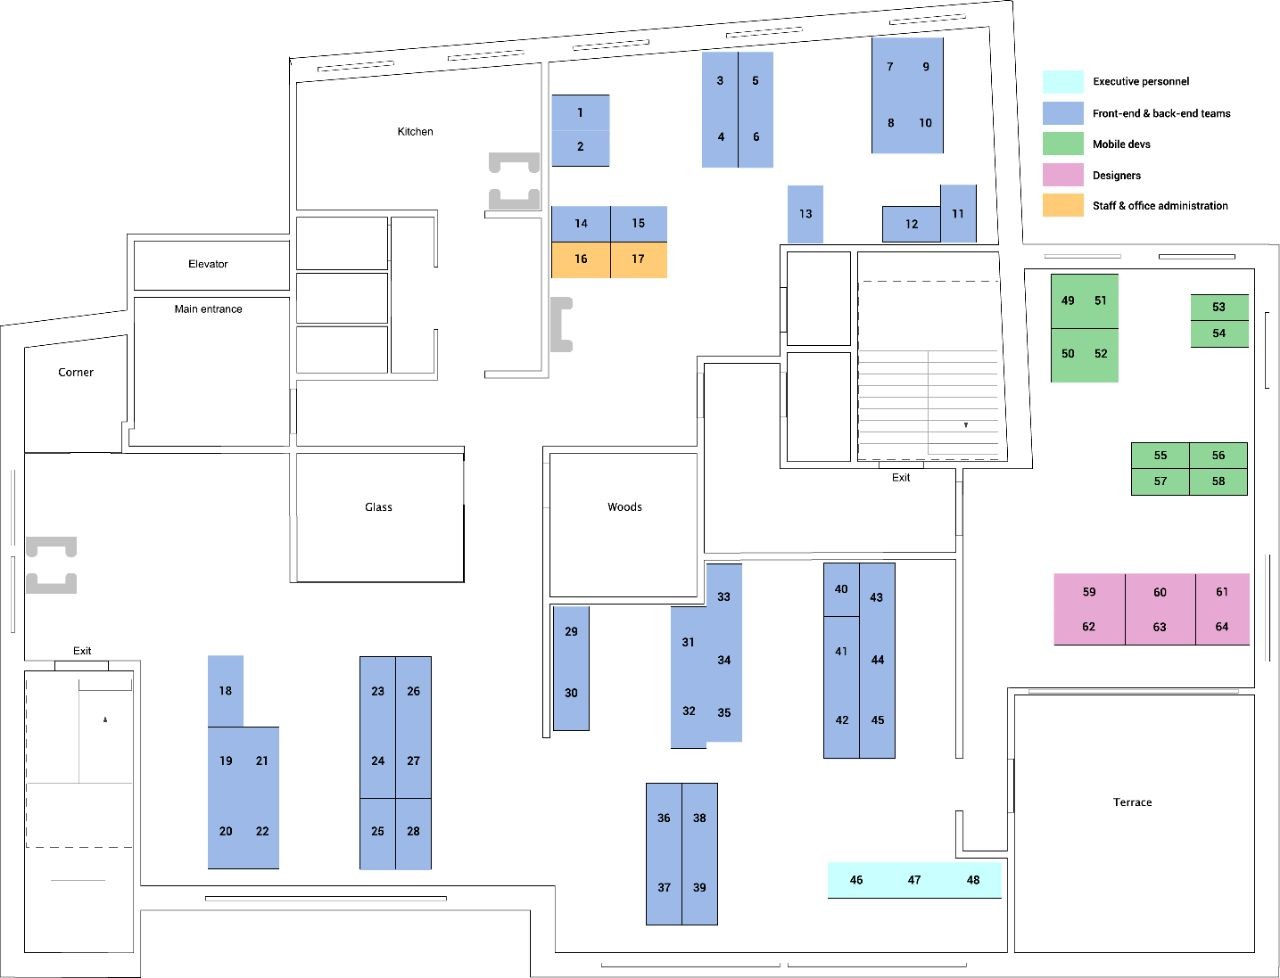 7 9
3 5
Executive personnel
1
Front-end & back-end teams
8 10
Kitchen
4 6
2
Mobile devs
Designers
Staff & office administration
13
11
14 15
12
16 17
Elevator
Main entrance
49 51
53
54
50 52
Corner
55 56
57 58
Exit
Glass
Woods
40
33
43
59 60 61
29
31
62 63 64
41
34
44
Exit
18
23 26
30
32
35
42 45
19 21
24 27
Terrace
36 38
20 22
25 28
37 39
46 47 48